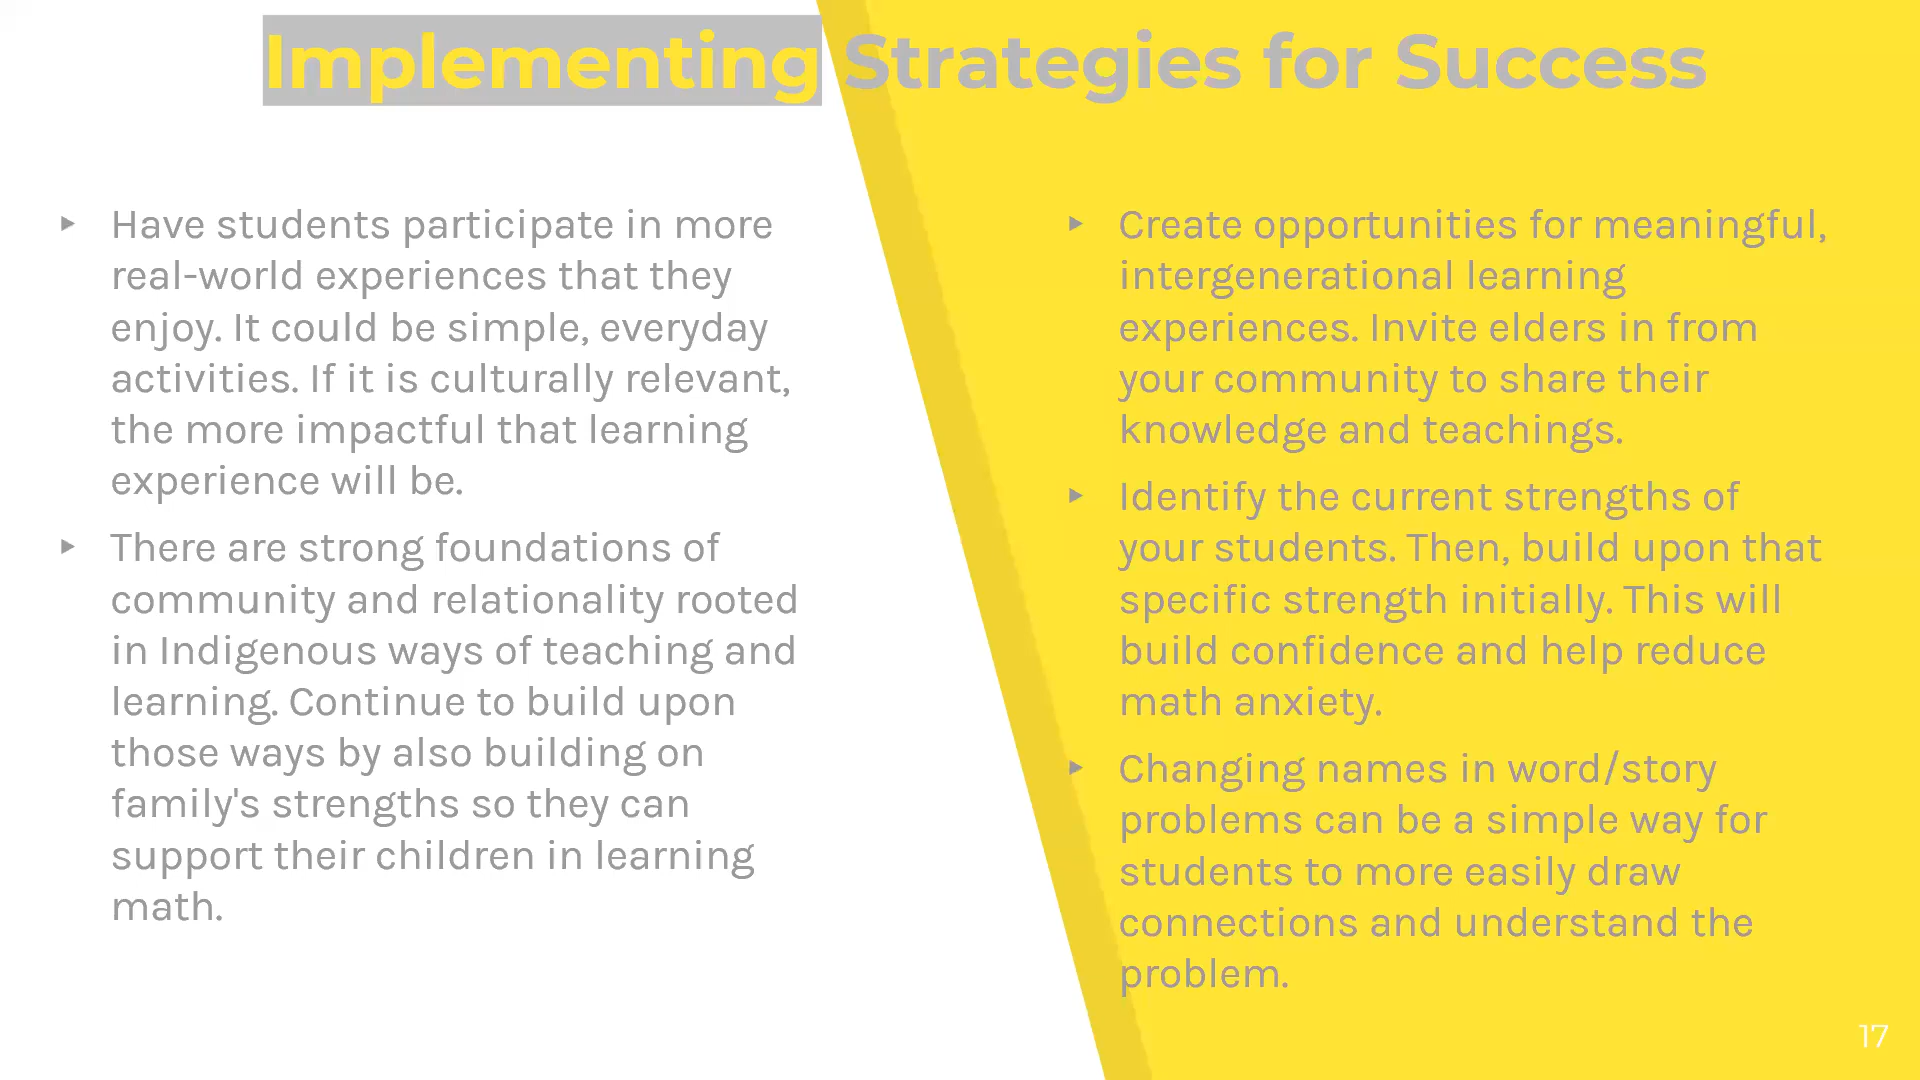 Implementing Strategies for Success
▸ Have students participate in more
real-world experiences that they
enjoy. It could be simple, everyday
activities. If it is culturally relevant,
the more impactful that learning
experience will be.
▸ There are strong foundations of
community and relationality rooted
in Indigenous ways of teaching and
learning. Continue to build upon
those ways by also building on
family's strengths so they can
support their children in learning
math.
▸ Create opportunities for meaningful,
intergenerational learning
experiences. Invite elders in from
your community to share their
knowledge and teachings.
▸ Identify the current strengths of
your students. Then, build upon that
specific strength initially. This will
build confidence and help reduce
math anxiety.
▸ Changing names in word/story
problems can be a simple way for
students to more easily draw
connections and understand the
problem.
17